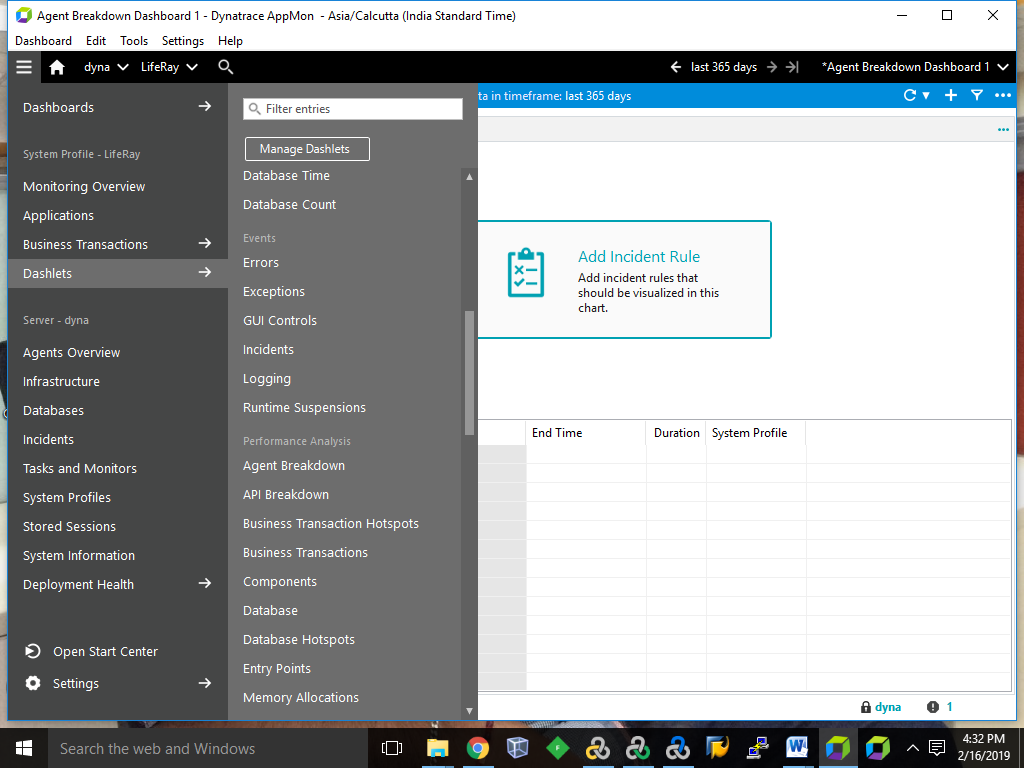 Agent Breakdown Dashboard 1 - Dynatrace AppMon - Asia/Calcutta (India Standard Time)
Dashboard Edit Tools Settings Help
dyna LifeRay last 365 days *Agent Breakdown Dashboard 1
ta in timeframe: last 365 days
Dashboards
System Profile - LifeRay
Monitoring Overview
Applications
Business Transactions
Dashlets
Server - dyna
Agents Overview
Infrastructure
Databases
Incidents
Tasks and Monitors
System Profiles
Stored Sessions
System Information
Deployment Health
Open Start Center
Settings
Filter entries
Manage Dashlets
Database Time
Database Count
Events
Errors
Exceptions
GUI Controls
Incidents
Logging
Runtime Suspensions
Performance Analysis
Agent Breakdown
API Breakdown
Business Transaction Hotspots
Business Transactions
Components
Database
Database Hotspots
Entry Points
Memory Allocations
Add Incident Rule
Add incident rules that
should be visualized in this
chart.
End Time Duration System Profile
dyna 1
Search the web and Windows
4:32 PM
2/16/2019